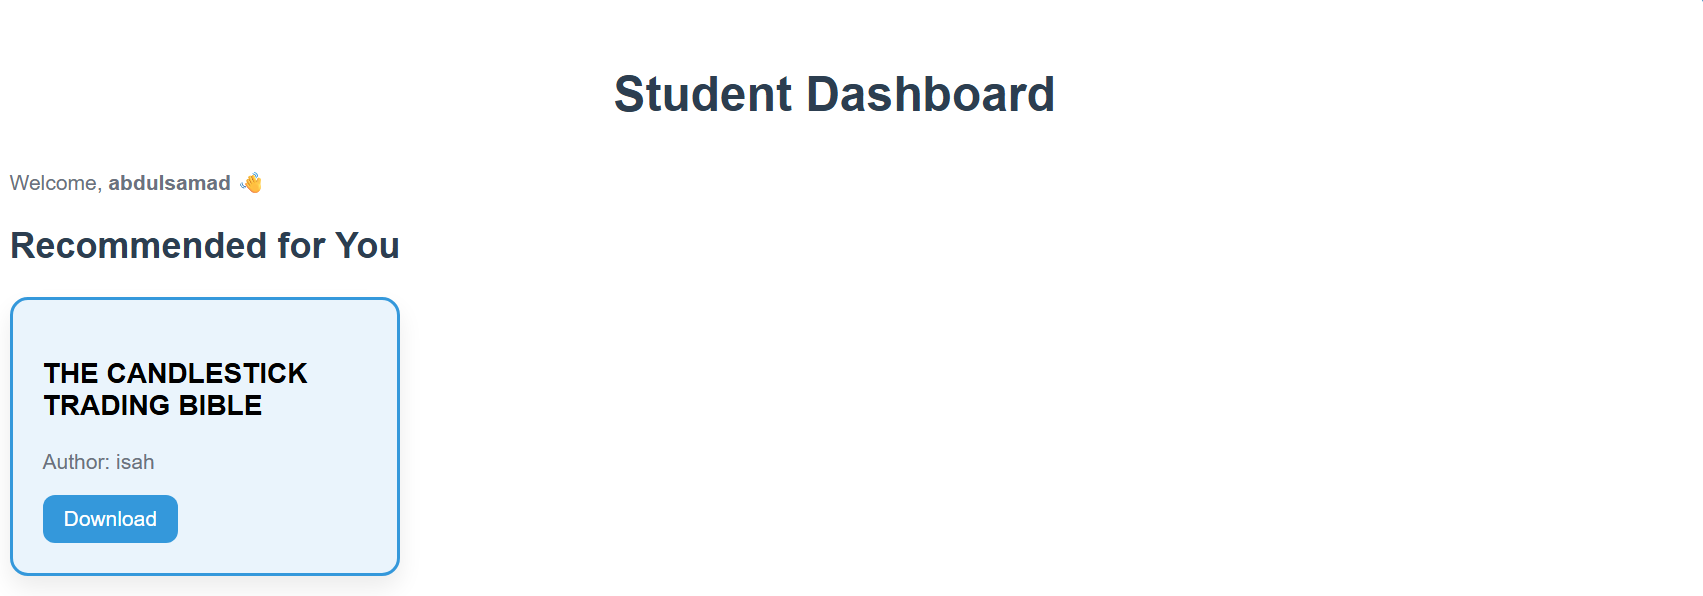 Student Dashboard
Welcome, abdulsamad 👋
Recommended for You
THE CANDLESTICK
TRADING BIBLE
Author: isah
Download